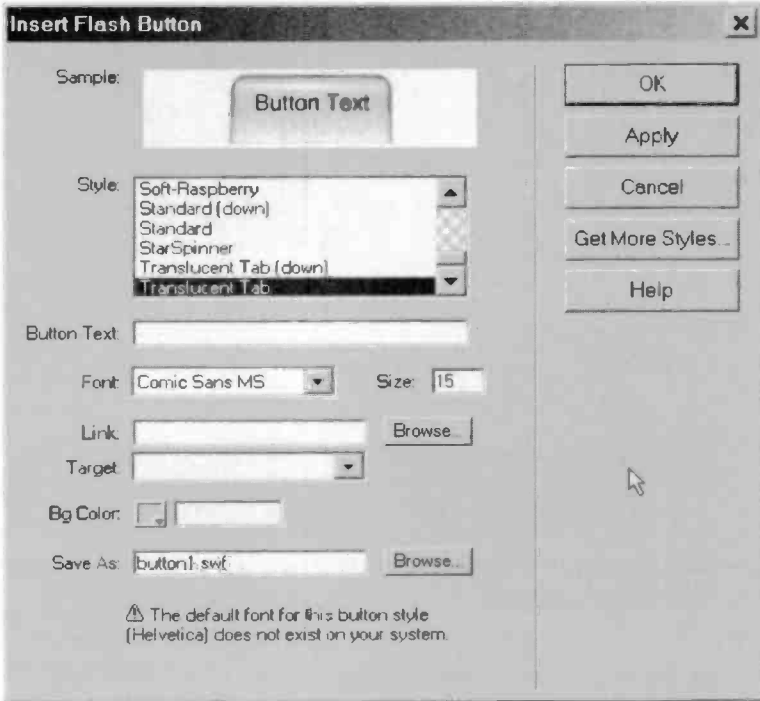 Insert Flash Button
Sample:
Button Text
OK
Apply
Cancel
Get More Styles...
Help
Style:
Soft-Raspberry
Standard (down)
Standard
StarSpinner
Translucent Tab (down)
Translucent Tab
Button Text:
Font: Comic Sans MS Size: 15
Link: Browse...
Target:
Bg Color:
Save As: button1.swf Browse...
The default font for this button style
(Helvetica) does not exist on your system.